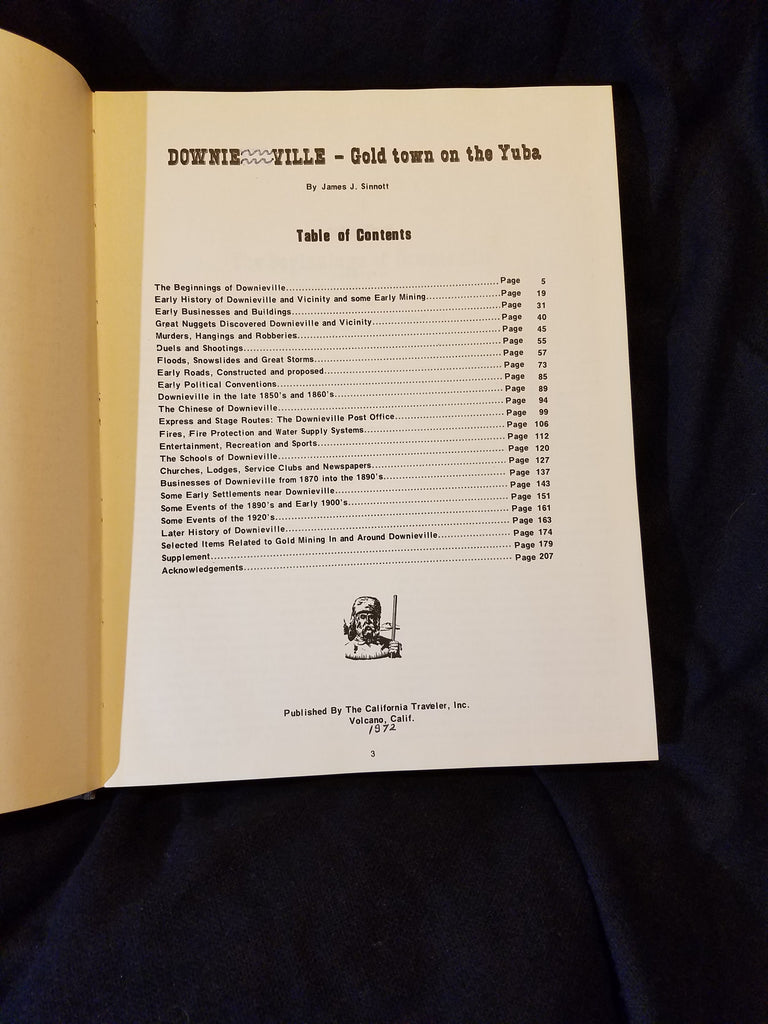 DOWNIEVILLE - Gold town on the Yuba
By James J. Sinnott
Table of Contents
The Beginnings of Downieville Page 5
Early History of Downieville and Vicinity and some Early Mining Page 19
Early Businesses and Buildings Page 31
Great Nuggets Discovered Downieville and Vicinity Page 40
Murders, Hangings and Robberies Page 45
Duels and Shootings Page 55
Floods, Snowslides and Great Storms Page 57
Early Roads, Constructed and proposed Page 73
Early Political Conventions Page 85
Downieville in the late 1850's and 1860's Page 89
The Chinese of Downieville Page 94
Express and Stage Routes: The Downieville Post Office Page 99
Fires, Fire Protection and Water Supply Systems Page 106
Entertainment, Recreation and Sports Page 112
The Schools of Downieville Page 120
Churches, Lodges, Service Clubs and Newspapers Page 127
Businesses of Downieville from 1870 into the 1890's Page 137
Some Early Settlements near Downieville Page 143
Some Events of the 1890's and Early 1900's Page 151
Some Events of the 1920's Page 161
Later History of Downieville Page 163
Selected Items Related to Gold Mining In and Around Downieville Page 174
Supplement Page 179
Acknowledgements Page 207
Published By The California Traveler, Inc.
Volcano, Calif.
1972
3